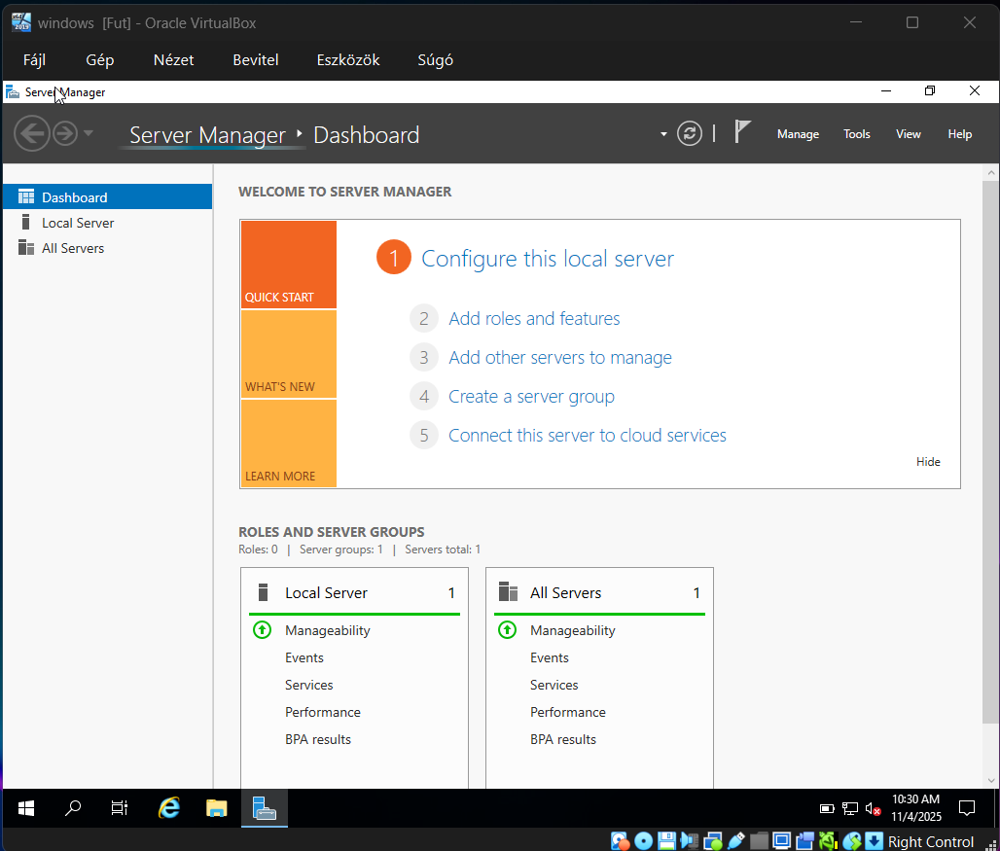 windows [Fut] - Oracle VirtualBox
Fájl Gép Nézet Bevitel Eszközök Súgó
Server Manager
Server Manager Dashboard
Manage Tools View Help
Dashboard
Local Server
All Servers
WELCOME TO SERVER MANAGER
QUICK START
WHAT'S NEW
LEARN MORE
1 Configure this local server
2 Add roles and features
3 Add other servers to manage
4 Create a server group
5 Connect this server to cloud services
Hide
ROLES AND SERVER GROUPS
Roles: 0 | Server groups: 1 | Servers total: 1
Local Server 1
Manageability
Events
Services
Performance
BPA results
All Servers 1
Manageability
Events
Services
Performance
BPA results
10:30 AM
11/4/2025
Right Control